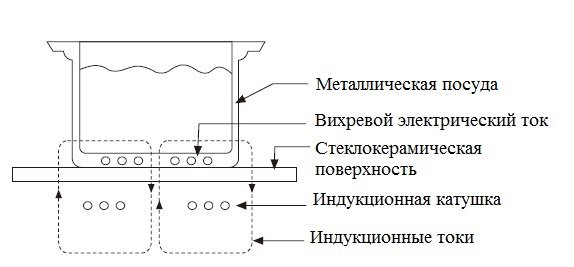 Металлическая посуда
Вихревой электрический ток
Стеклокерамическая
поверхность
Индукционная катушка
Индукционные токи